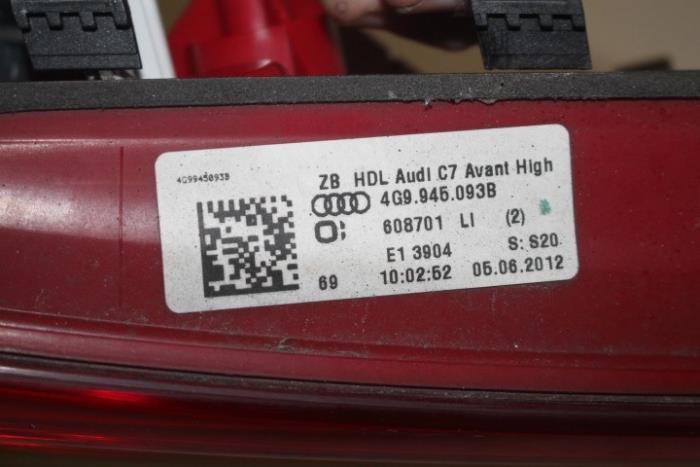 4G9945093B
ZB HDL Audi C7 Avant High
4G9.945.093B
608701 LI (2)
E1 3904 S: S20
69 10:02:52 05.06.2012